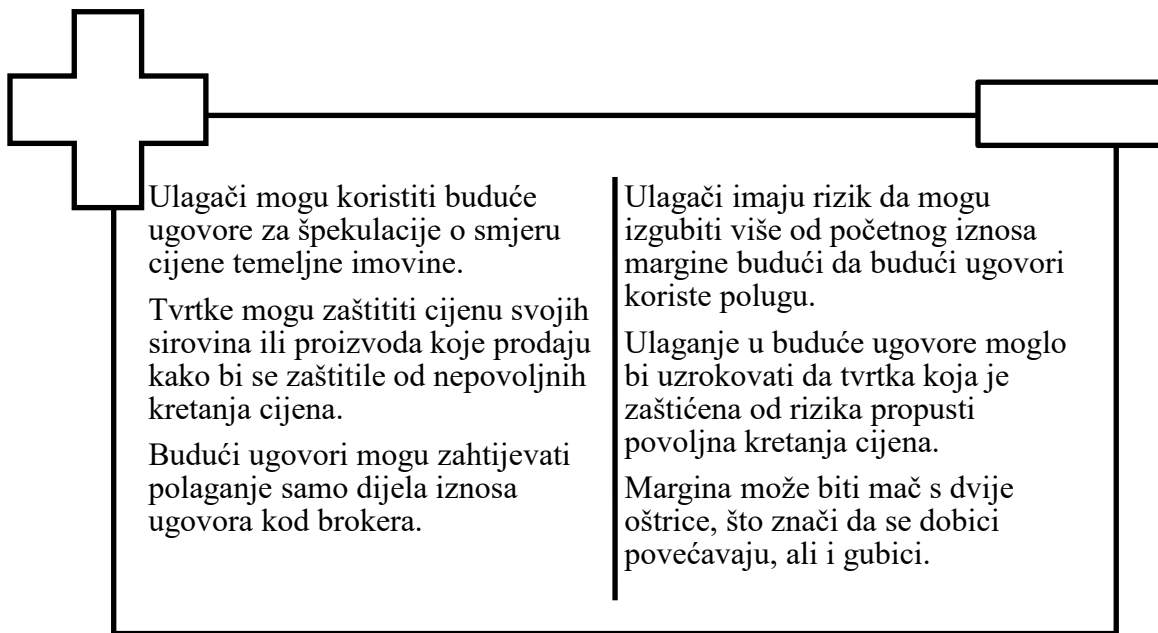 Ulagači mogu koristiti buduće
ugovore za špekulacije o smjeru
cijene temeljne imovine.
Tvrtke mogu zaštititi cijenu svojih
sirovina ili proizvoda koje prodaju
kako bi se zaštitile od nepovoljnih
kretanja cijena.
Budući ugovori mogu zahtijevati
polaganje samo dijela iznosa
ugovora kod brokera.
Ulagači imaju rizik da mogu
izgubiti više od početnog iznosa
margine budući da budući ugovori
koriste polugu.
Ulaganje u buduće ugovore moglo
bi uzrokovati da tvrtka koja je
zaštićena od rizika propusti
povoljna kretanja cijena.
Margina može biti mač s dvije
oštrice, što znači da se dobici
povećavaju, ali i gubici.